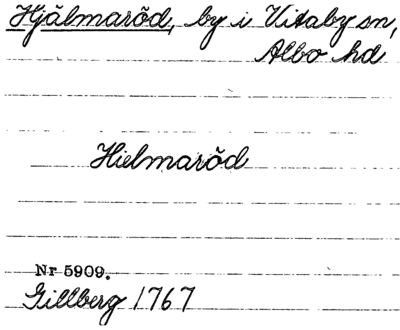 Hjälmaröd, by i Vitaby sn,
Albo hd
Hielmaröd
Nr 5909.
Gillberg 1767